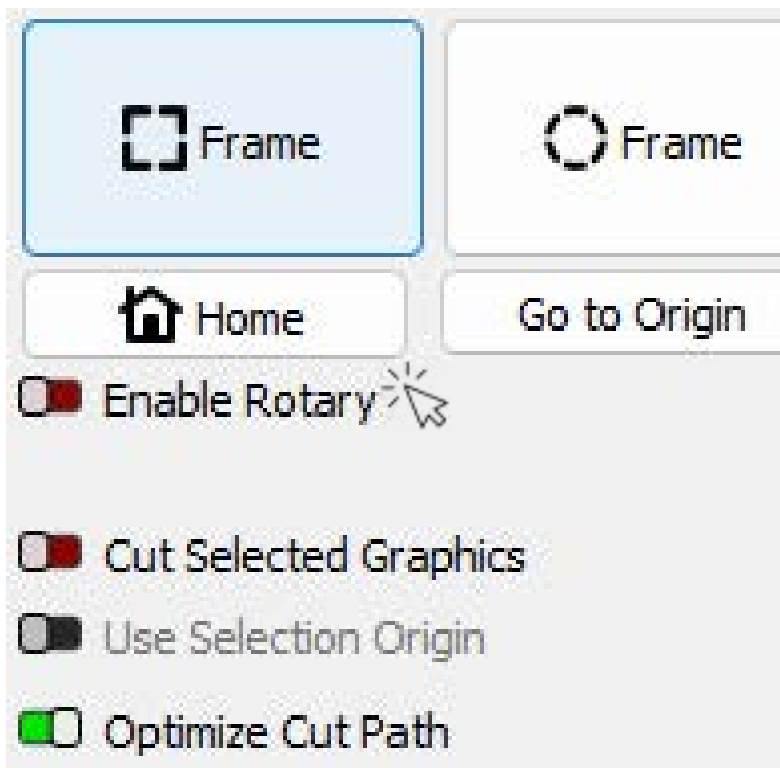 Frame Frame
Home Go to Origin
Enable Rotary
Cut Selected Graphics
Use Selection Origin
Optimize Cut Path